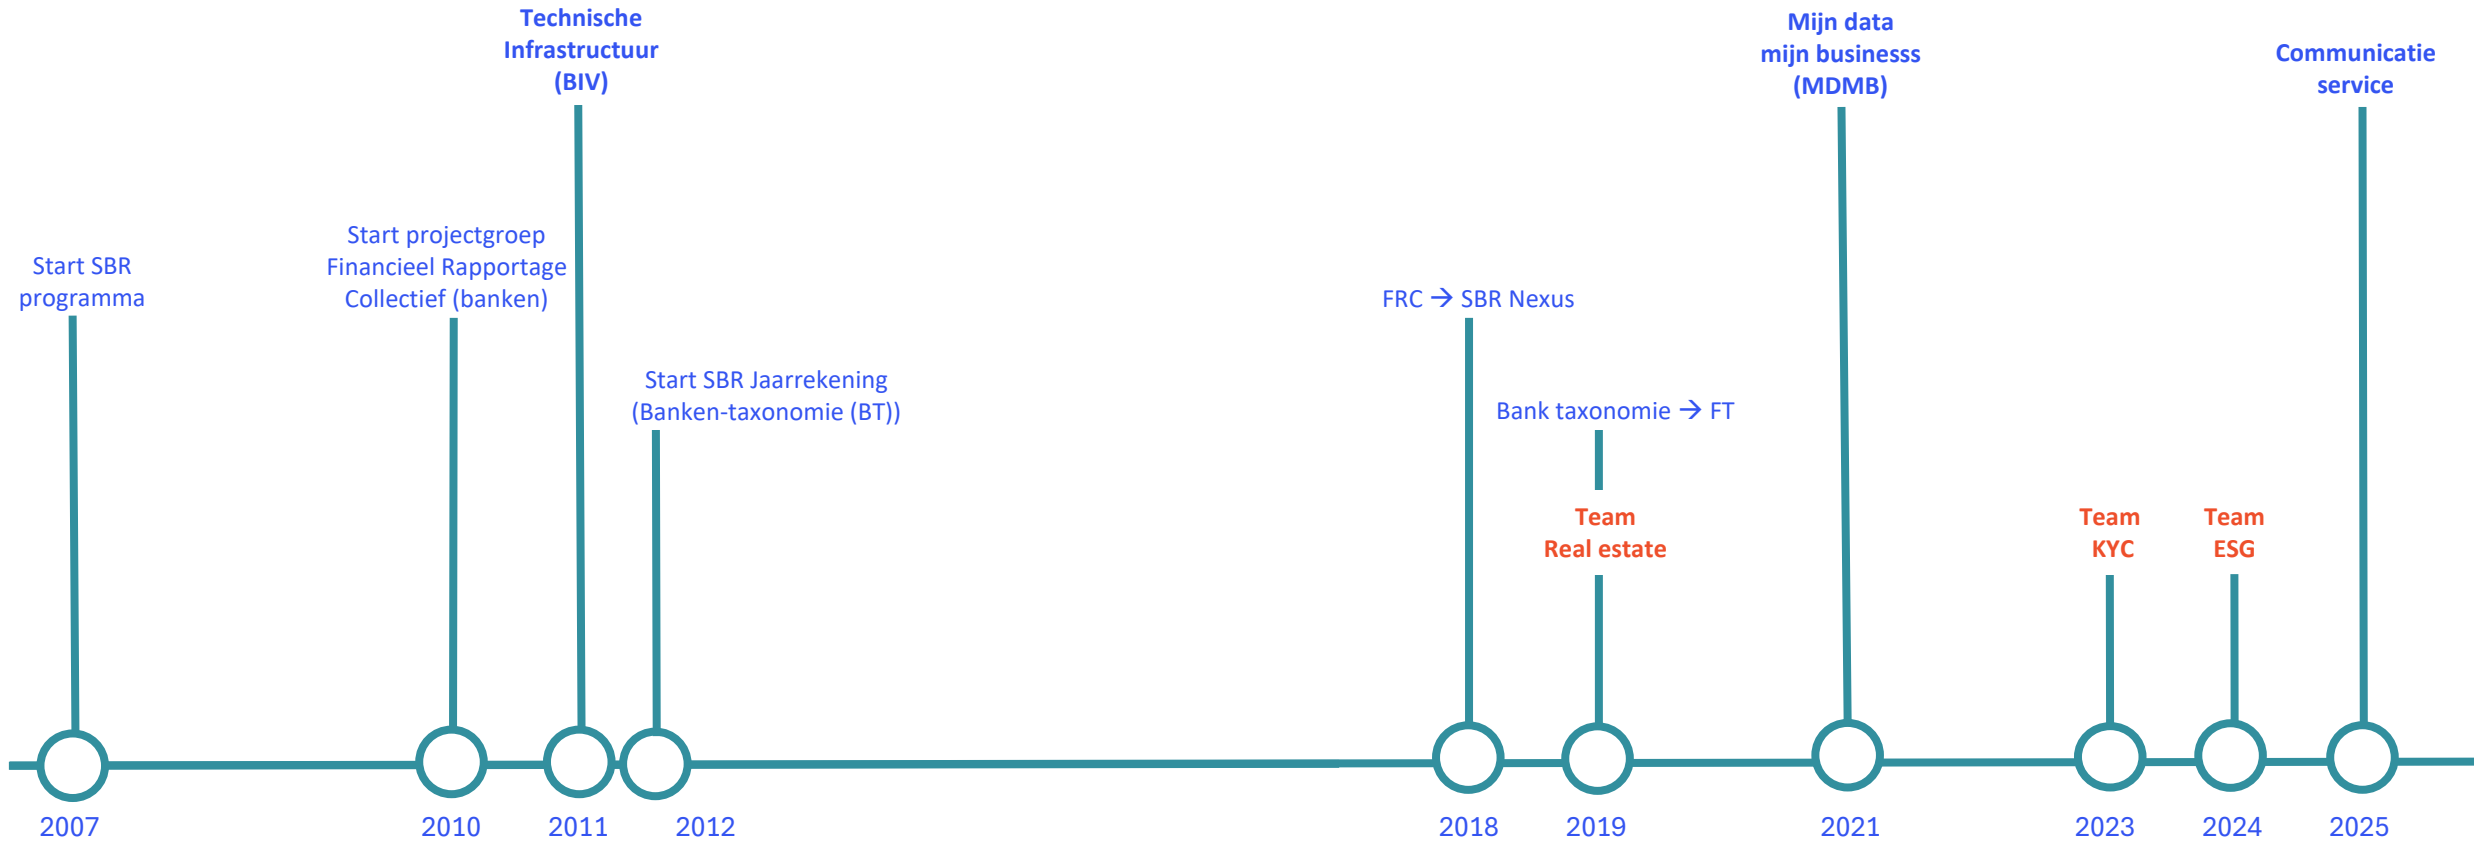 Technische
Infrastructuur
(BIV)
Mijn data
mijn businesss
(MDMB)
Communicatie
service
Start SBR
programma
Start projectgroep
Financieel Rapportage
Collectief (banken)
FRC → SBR Nexus
Start SBR Jaarrekening
(Banken-taxonomie (BT))
Bank taxonomie → FT
Team
Real estate
Team
KYC
Team
ESG
2007
2010
2011
2012
2018
2019
2021
2023
2024
2025